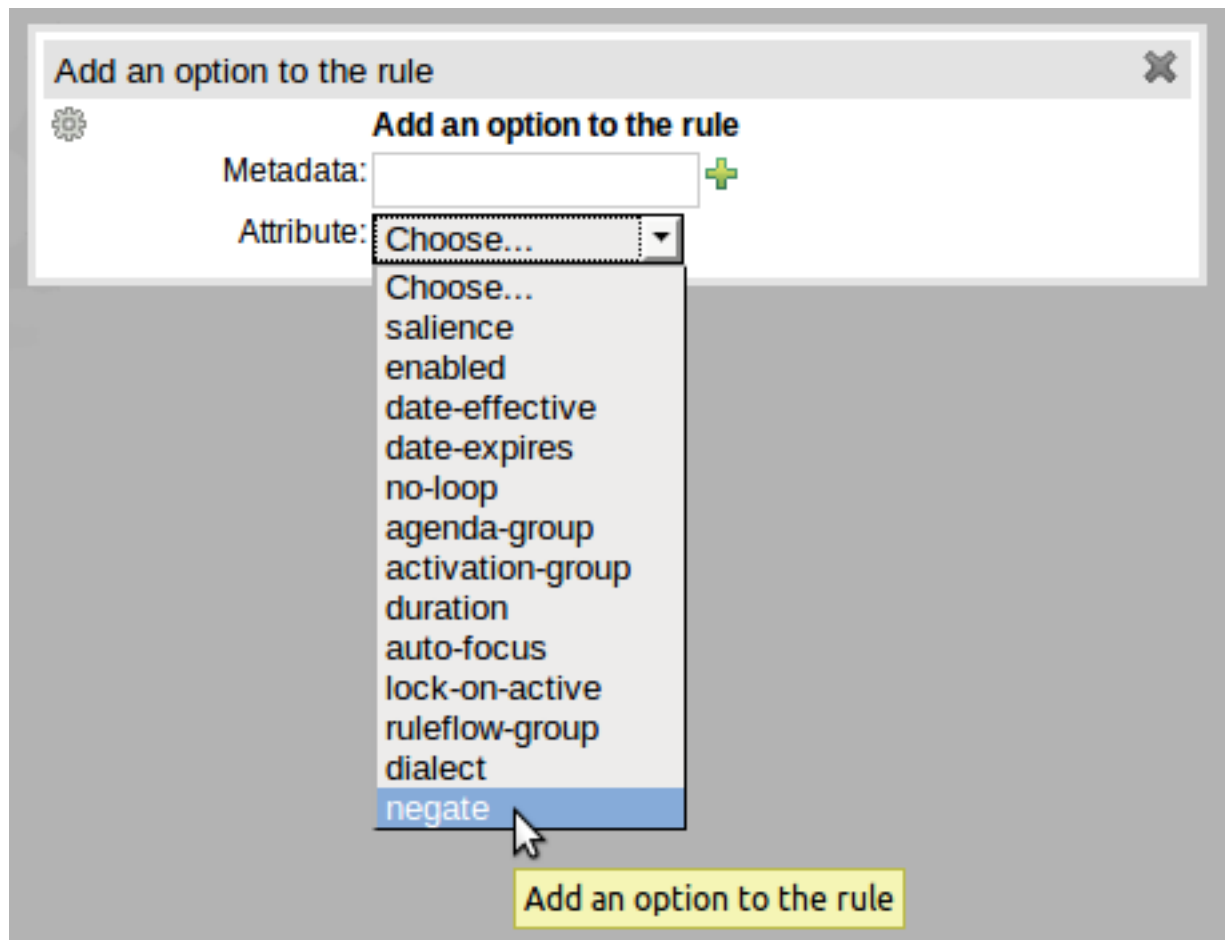 Add an option to the rule
Add an option to the rule
Metadata:
Attribute: Choose...
Choose...
salience
enabled
date-effective
date-expires
no-loop
agenda-group
activation-group
duration
auto-focus
lock-on-active
ruleflow-group
dialect
negate
Add an option to the rule